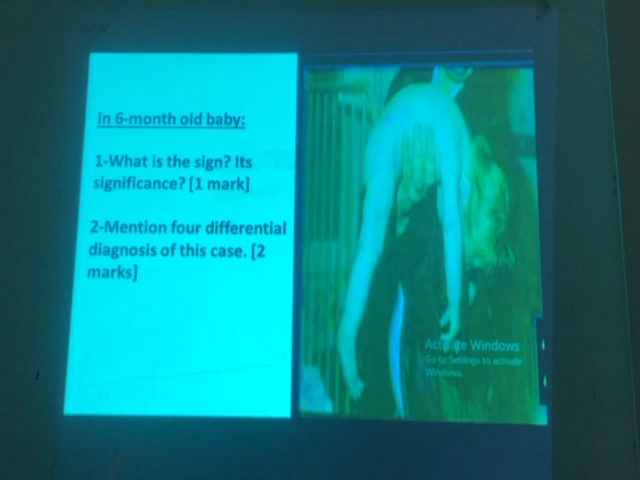 In 6-month old baby:
1-What is the sign? Its
significance? [1 mark]
2-Mention four differential
diagnosis of this case. [2
marks]
Activate Windows
Go to Settings to activate
Windows.